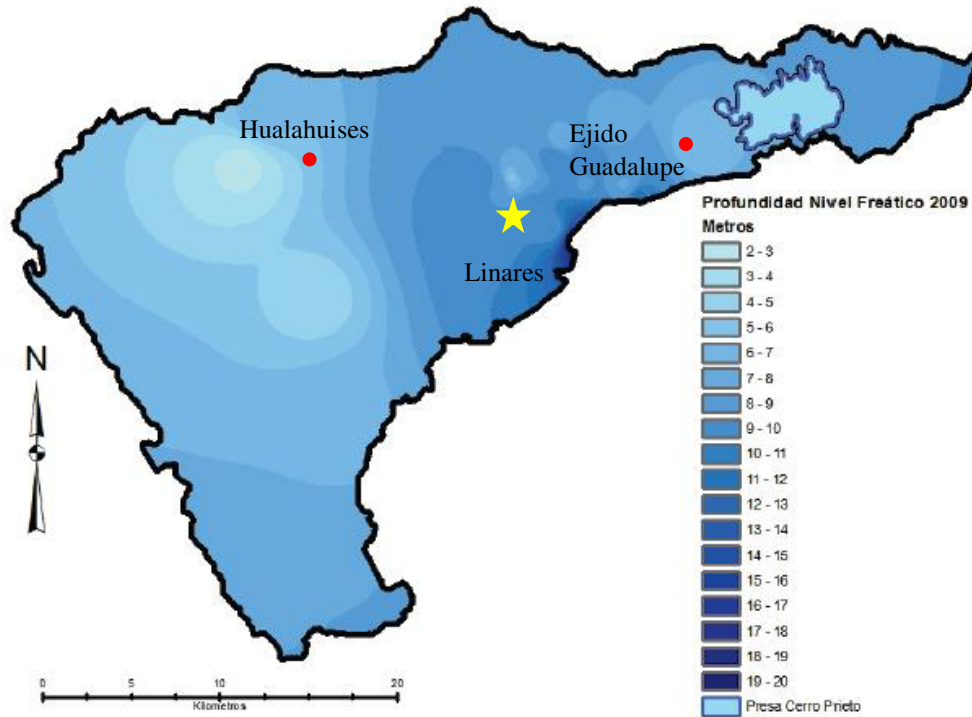 Hualahuises
Ejido
Guadalupe
Linares
N
Profundidad Nivel Freático 2009
Metros
2 - 3
3 - 4
4 - 5
5 - 6
6 - 7
7 - 8
8 - 9
9 - 10
10 - 11
11 - 12
12 - 13
13 - 14
14 - 15
15 - 16
16 - 17
17 - 18
18 - 19
19 - 20
Presa Cerro Prieto
0 5 10 20
Kilometros